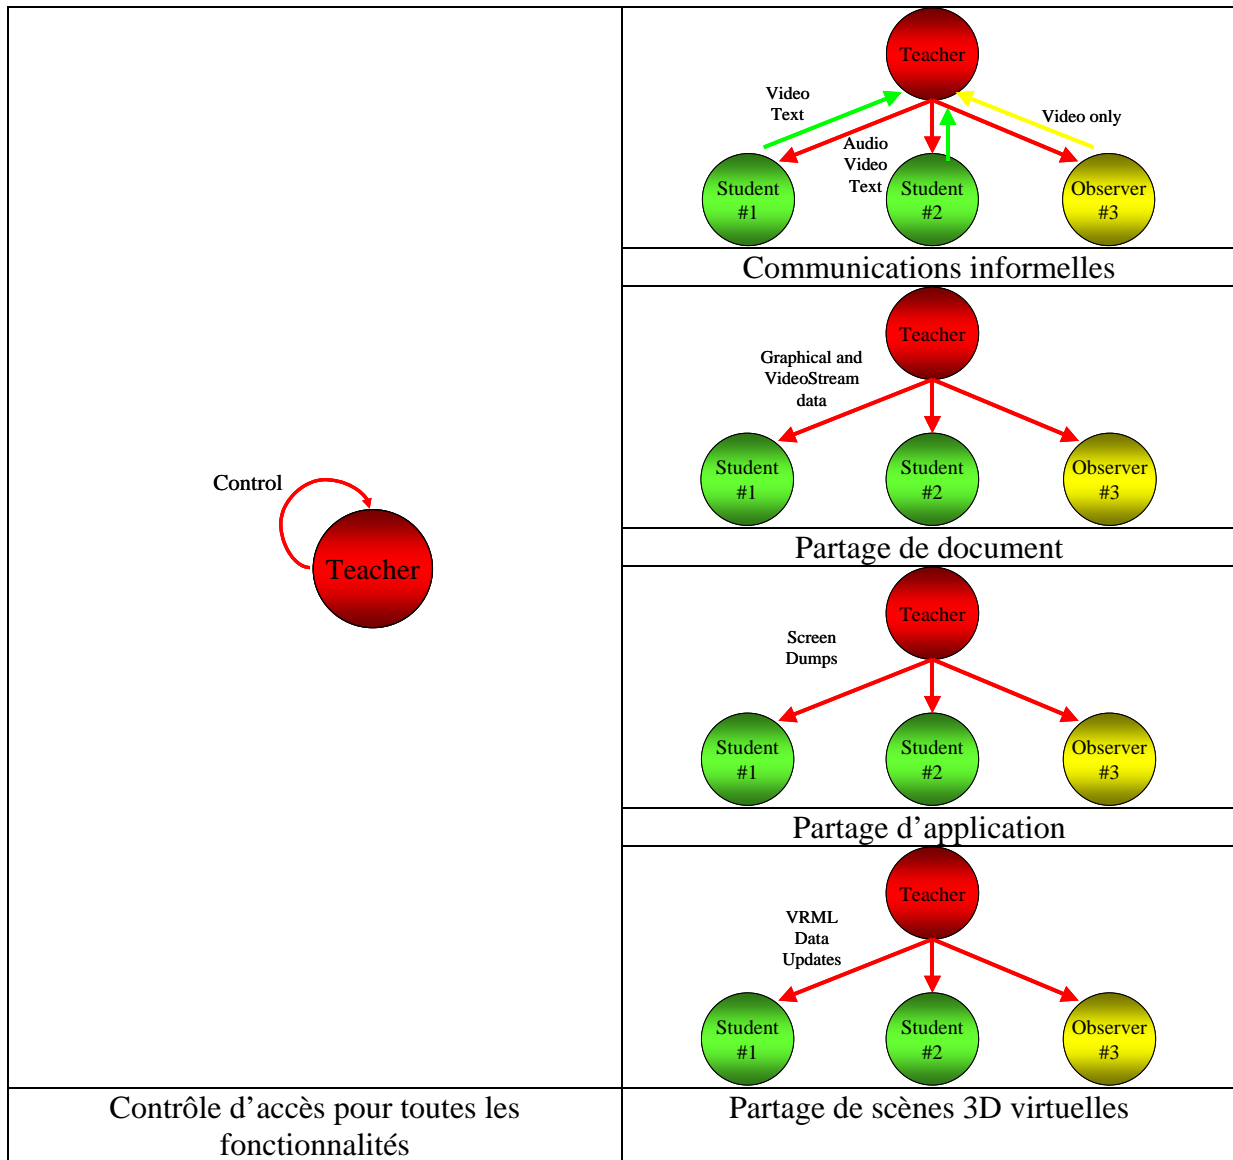 Control
Teacher
Contrôle d’accès pour toutes les
fonctionnalités
Teacher
Video
Text
Video only
Audio
Video
Text
Student
#1
Student
#2
Observer
#3
Communications informelles
Teacher
Graphical and
VideoStream
data
Student
#1
Student
#2
Observer
#3
Partage de document
Teacher
Screen
Dumps
Student
#1
Student
#2
Observer
#3
Partage d’application
Teacher
VRML
Data
Updates
Student
#1
Student
#2
Observer
#3
Partage de scènes 3D virtuelles